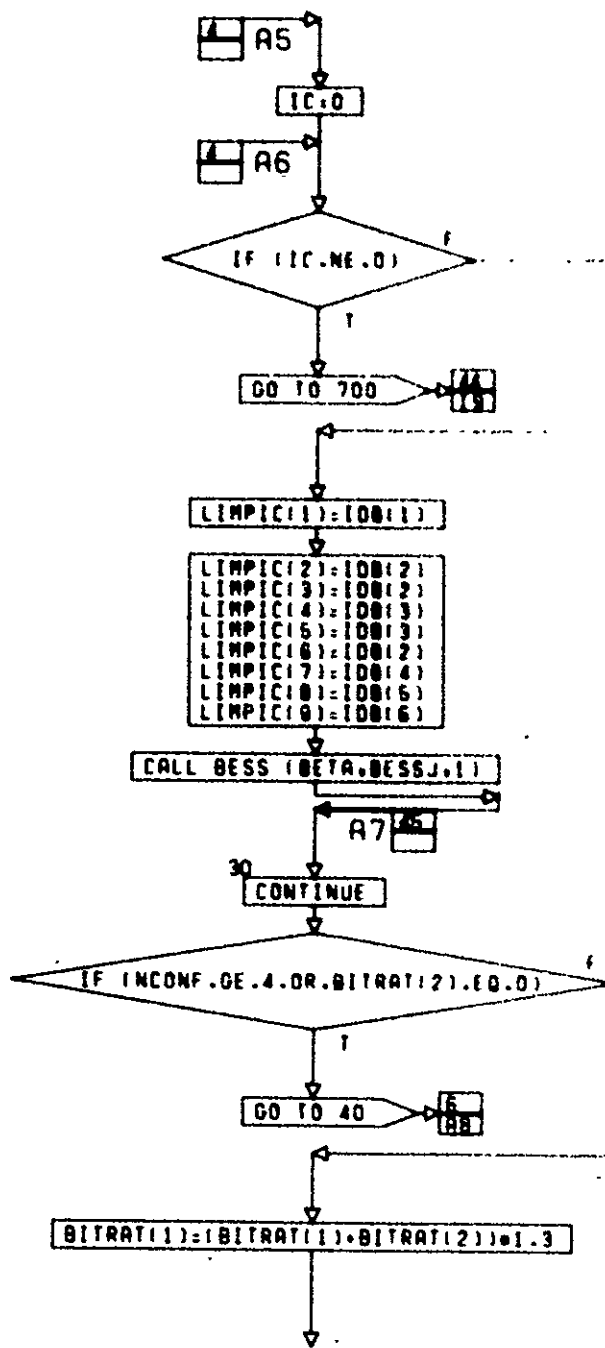 4
A5
IC=0
4
A6
F
IF (IC.NE.0)
T
GO TO 700
44
LIMPIC(1)=IDB(1)
LIMPIC(2)=IDB(2)
LIMPIC(3)=IDB(2)
LIMPIC(4)=IDB(3)
LIMPIC(5)=IDB(3)
LIMPIC(6)=IDB(2)
LIMPIC(7)=IDB(4)
LIMPIC(8)=IDB(5)
LIMPIC(9)=IDB(6)
CALL BESS (BETA,BESSJ,1)
A7
30
CONTINUE
F
IF (NCONF.GE.4.OR.BITRAT(2).EQ.0)
T
GO TO 40
6
A8
BITRAT(1)=(BITRAT(1)+BITRAT(2))*1.3